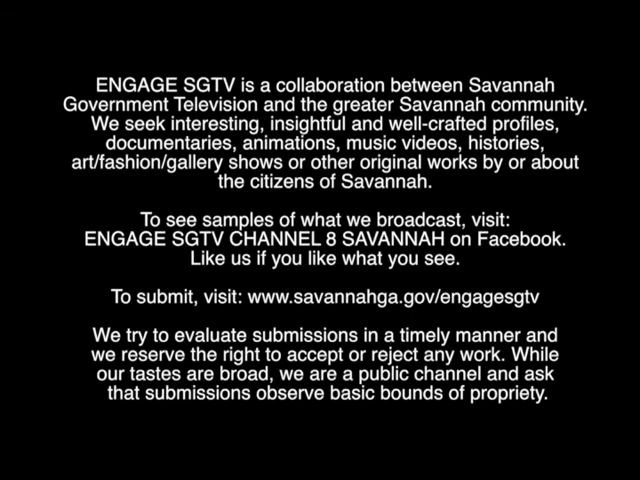 ENGAGE SGTV is a collaboration between Savannah
Government Television and the greater Savannah community.
We seek interesting, insightful and well-crafted profiles,
documentaries, animations, music videos, histories,
art/fashion/gallery shows or other original works by or about
the citizens of Savannah.
To see samples of what we broadcast, visit:
ENGAGE SGTV CHANNEL 8 SAVANNAH on Facebook.
Like us if you like what you see.
To submit, visit: www.savannahga.gov/engagesgtv
We try to evaluate submissions in a timely manner and
we reserve the right to accept or reject any work. While
our tastes are broad, we are a public channel and ask
that submissions observe basic bounds of propriety.